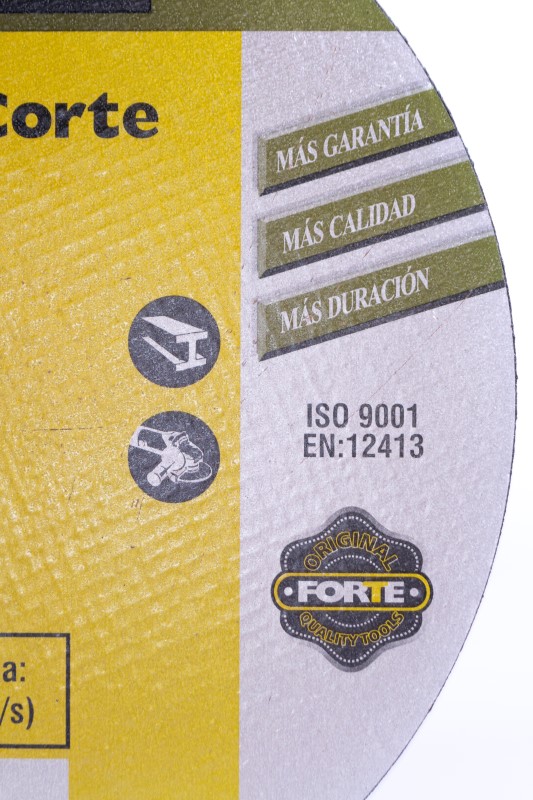 Corte
MÁS GARANTÍA
MÁS CALIDAD
MÁS DURACIÓN
ISO 9001
EN:12413
ORIGINAL
FORTE
QUALITY TOOLS
a:
/s)